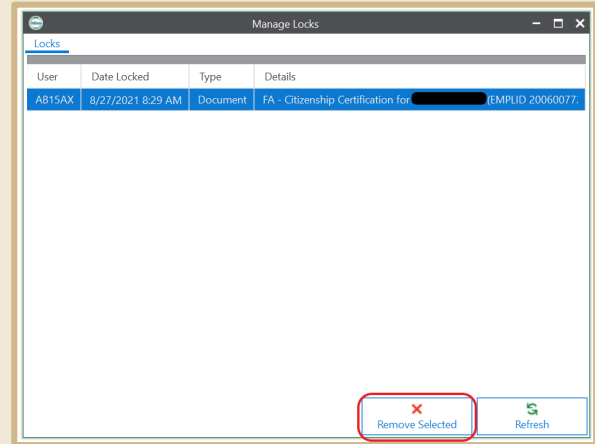 Manage Locks
Locks
User Date Locked Type Details
AB15AX 8/27/2021 8:29 AM Document FA - Citizenship Certification for (EMPLID 2006007
Remove Selected Refresh